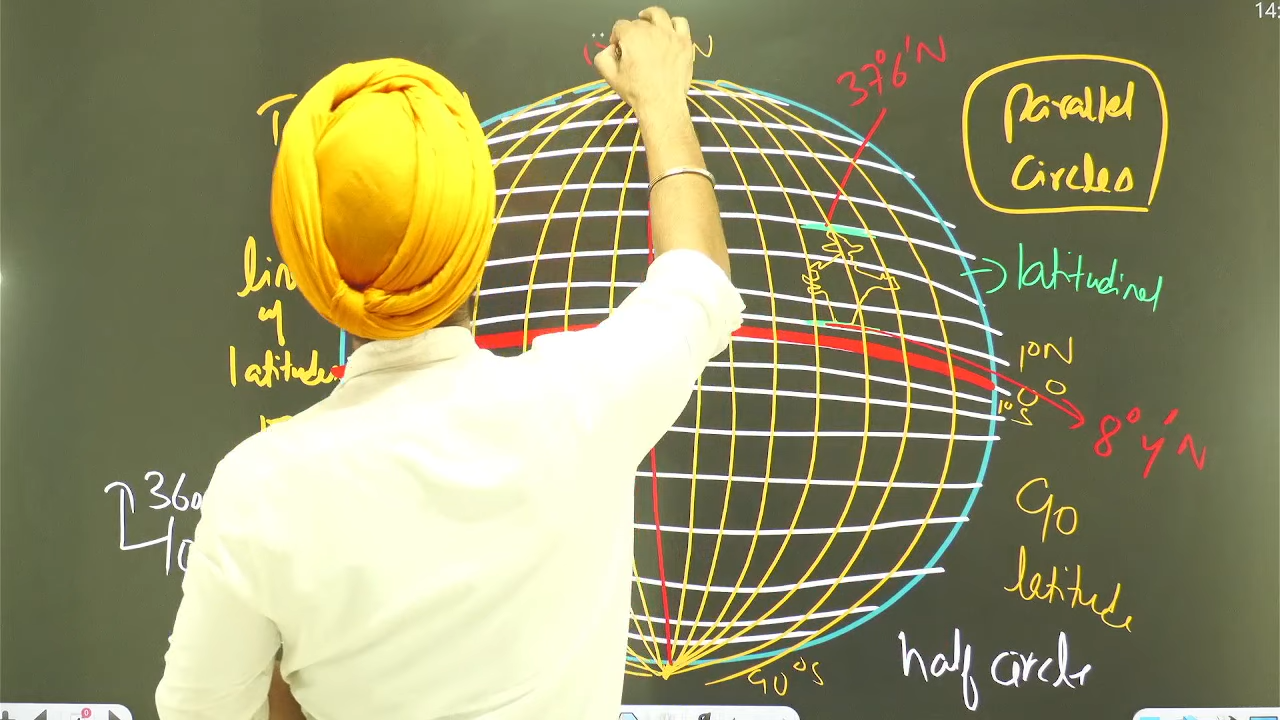 14:
N
37°6'N
Parallel
Circles
lin
of
latitude
→ latitudinal
1°N
0°
1°S
8°4'N
360
90
latitude
half circle
90°S